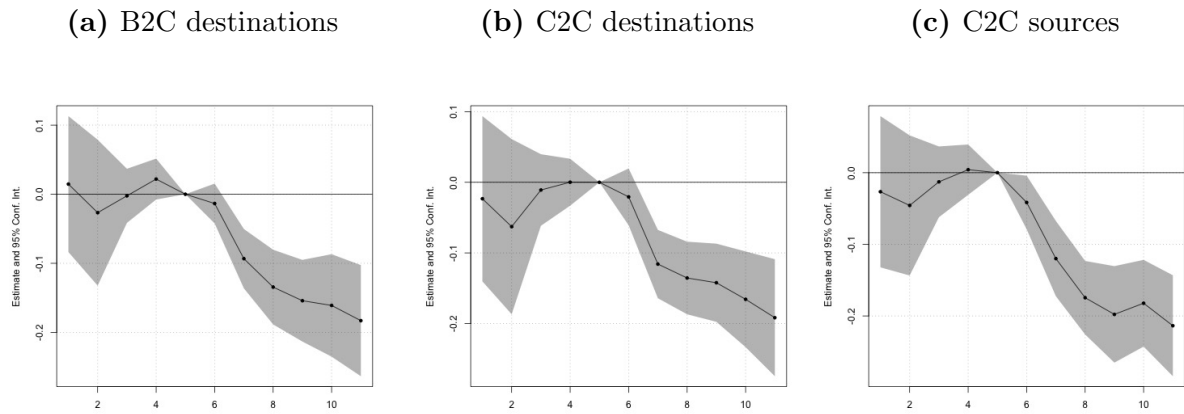 (a) B2C destinations
(b) C2C destinations
(c) C2C sources
Estimate and 95% Conf. Int.
0.1
0.0
-0.1
-0.2
2 4 6 8 10
Estimate and 95% Conf. Int.
0.1
0.0
-0.1
-0.2
2 4 6 8 10
Estimate and 95% Conf. Int.
0.0
-0.1
-0.2
2 4 6 8 10